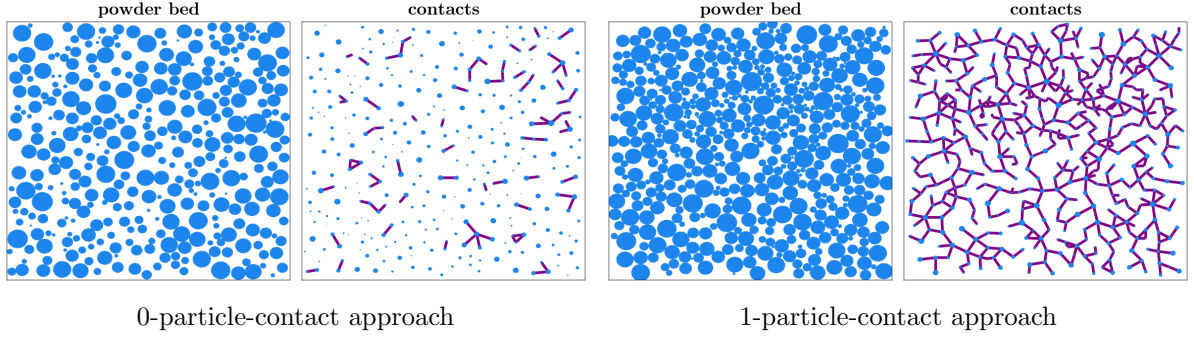 powder bed
contacts
powder bed
contacts
0-particle-contact approach
1-particle-contact approach